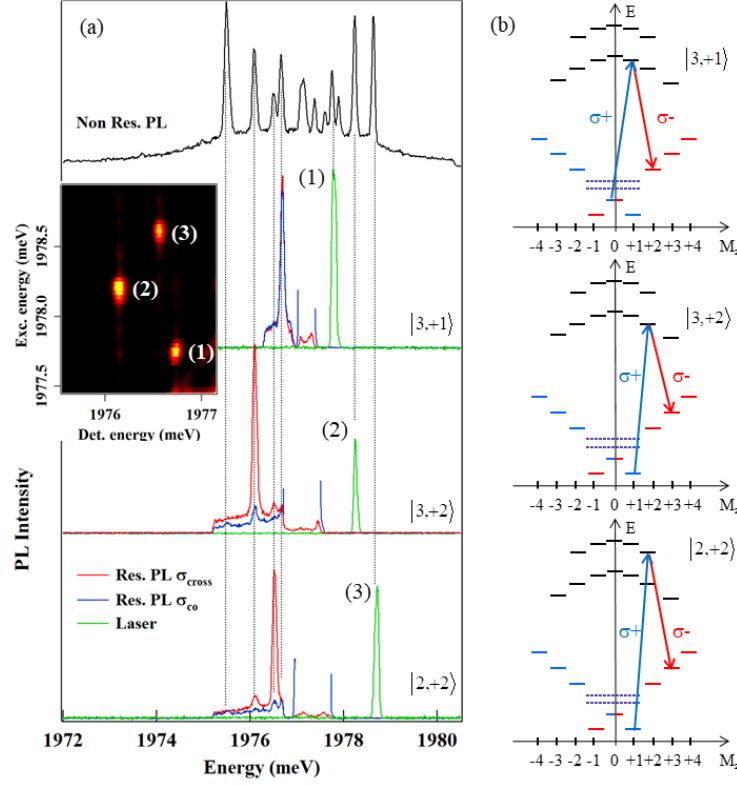 (a)
Non Res. PL
(1)
1978.5
1978.0
1977.5
Exc. energy (meV)
(3)
(2)
(1)
1976
1977
Det. energy (meV)
|3,+1⟩
(2)
|3,+2⟩
PL Intensity
Res. PL σcross
Res. PL σco
Laser
(3)
|2,+2⟩
1972 1974 1976 1978 1980
Energy (meV)
(b)
E
|3,+1⟩
σ+
σ-
-4 -3 -2 -1 0 +1 +2 +3 +4
E
|3,+2⟩
σ+
σ-
-4 -3 -2 -1 0 +1 +2 +3 +4
E
|2,+2⟩
σ+
σ-
-4 -3 -2 -1 0 +1 +2 +3 +4